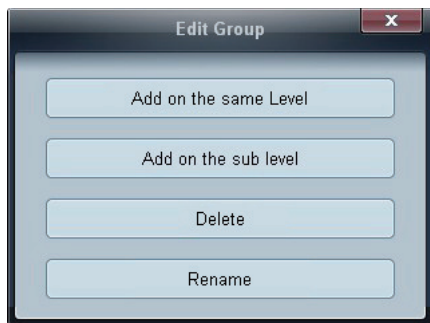 Edit Group
x
Add on the same Level
Add on the sub level
Delete
Rename